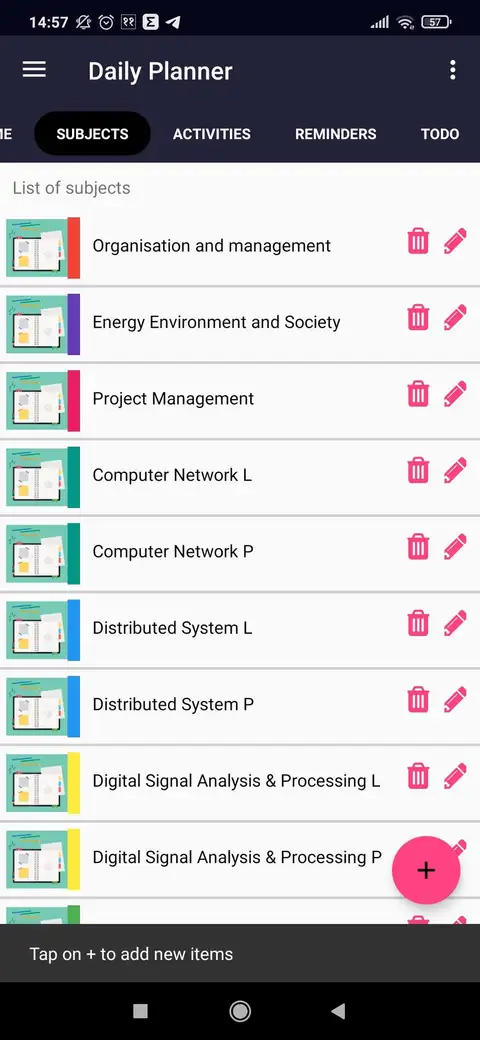 14:57
57
Daily Planner
ME SUBJECTS ACTIVITIES REMINDERS TODO
List of subjects
Organisation and management
Energy Environment and Society
Project Management
Computer Network L
Computer Network P
Distributed System L
Distributed System P
Digital Signal Analysis & Processing L
Digital Signal Analysis & Processing P
+
Tap on + to add new items